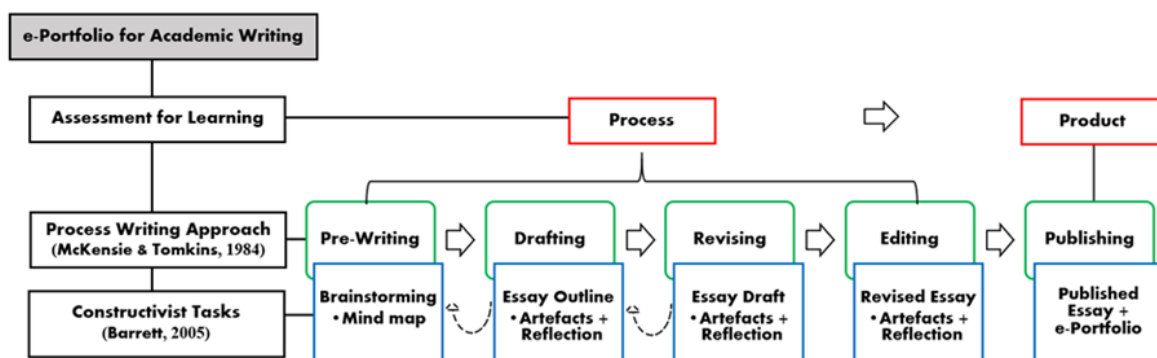 e-Portfolio for Academic Writing
Assessment for Learning
Process
Product
Process Writing Approach
(McKensie & Tomkins, 1984)
Pre-Writing
Drafting
Revising
Editing
Publishing
Constructivist Tasks
(Barrett, 2005)
Brainstorming
• Mind map
Essay Outline
• Artefacts +
Reflection
Essay Draft
• Artefacts +
Reflection
Revised Essay
• Artefacts +
Reflection
Published
Essay +
e-Portfolio